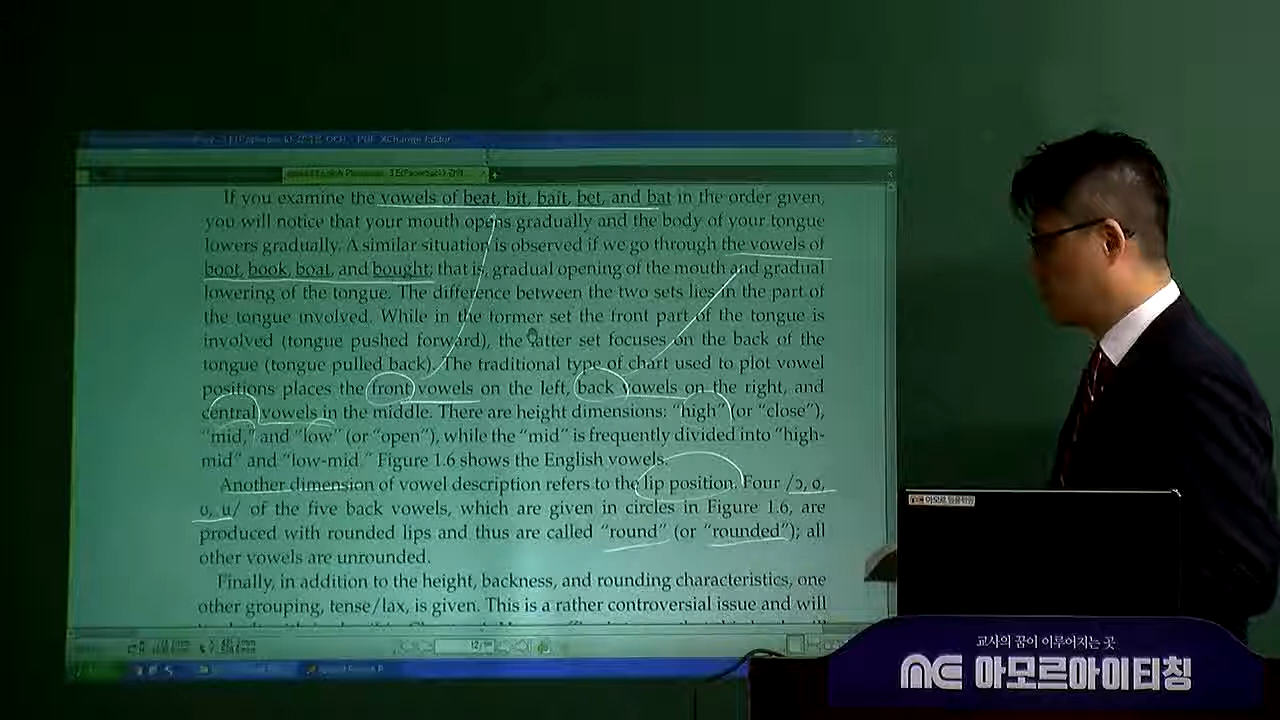 If you examine the vowels of beat, bit, bait, bet, and bat in the order given,
you will notice that your mouth opens gradually and the body of your tongue
lowers gradually. A similar situation is observed if we go through the vowels of
boot, book, boat, and bought; that is, gradual opening of the mouth and gradual
lowering of the tongue. The difference between the two sets lies in the part of
the tongue involved. While in the former set the front part of the tongue is
involved (tongue pushed forward), the latter set focuses on the back of the
tongue (tongue pulled back). The traditional type of chart used to plot vowel
positions places the front vowels on the left, back vowels on the right, and
central vowels in the middle. There are height dimensions: “high” (or “close”),
“mid,” and “low” (or “open”), while the “mid” is frequently divided into “high-
mid” and “low-mid.” Figure 1.6 shows the English vowels.
Another dimension of vowel description refers to the lip position. Four /ɔ, o,
ʊ, u/ of the five back vowels, which are given in circles in Figure 1.6, are
produced with rounded lips and thus are called “round” (or “rounded”); all
other vowels are unrounded.
Finally, in addition to the height, backness, and rounding characteristics, one
other grouping, tense/lax, is given. This is a rather controversial issue and will
교사의 꿈이 이루어지는 곳
아모르아이티칭